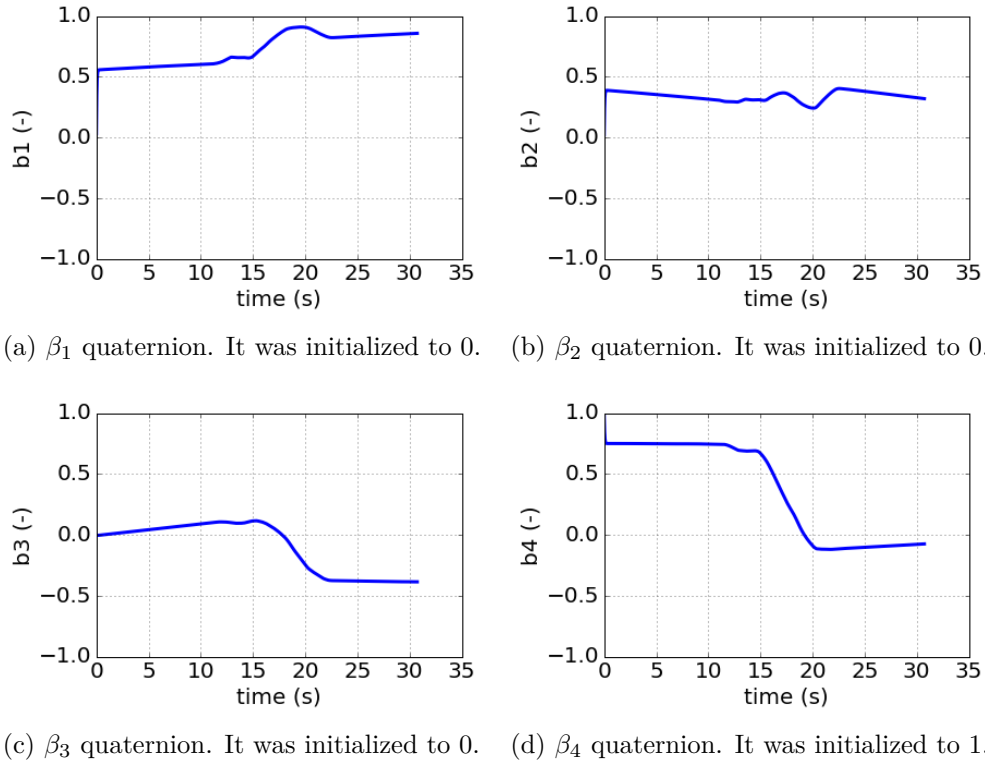 1.0
0.5
0.0
−0.5
−1.0
b1 (-)
0 5 10 15 20 25 30 35
time (s)
1.0
0.5
0.0
−0.5
−1.0
b2 (-)
0 5 10 15 20 25 30 35
time (s)
(a) β₁ quaternion. It was initialized to 0.
(b) β₂ quaternion. It was initialized to 0.
1.0
0.5
0.0
−0.5
−1.0
b3 (-)
0 5 10 15 20 25 30 35
time (s)
1.0
0.5
0.0
−0.5
−1.0
b4 (-)
0 5 10 15 20 25 30 35
time (s)
(c) β₃ quaternion. It was initialized to 0.
(d) β₄ quaternion. It was initialized to 1.